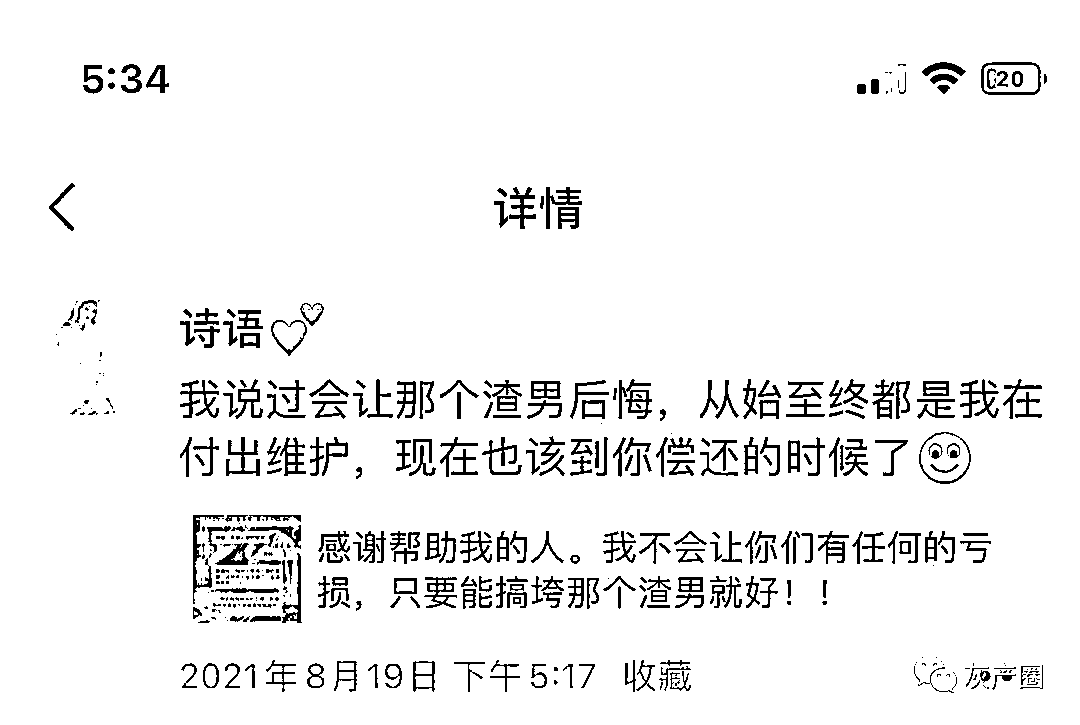 5:34
20
详情
诗语💕
我说过会让那个渣男后悔，从始至终都是我在
付出维护，现在也该到你偿还的时候了🙂
感谢帮助我的人。我不会让你们有任何的亏
损，只要能搞垮那个渣男就好！！
2021年8月19日 下午5:17 收藏
灰产圈